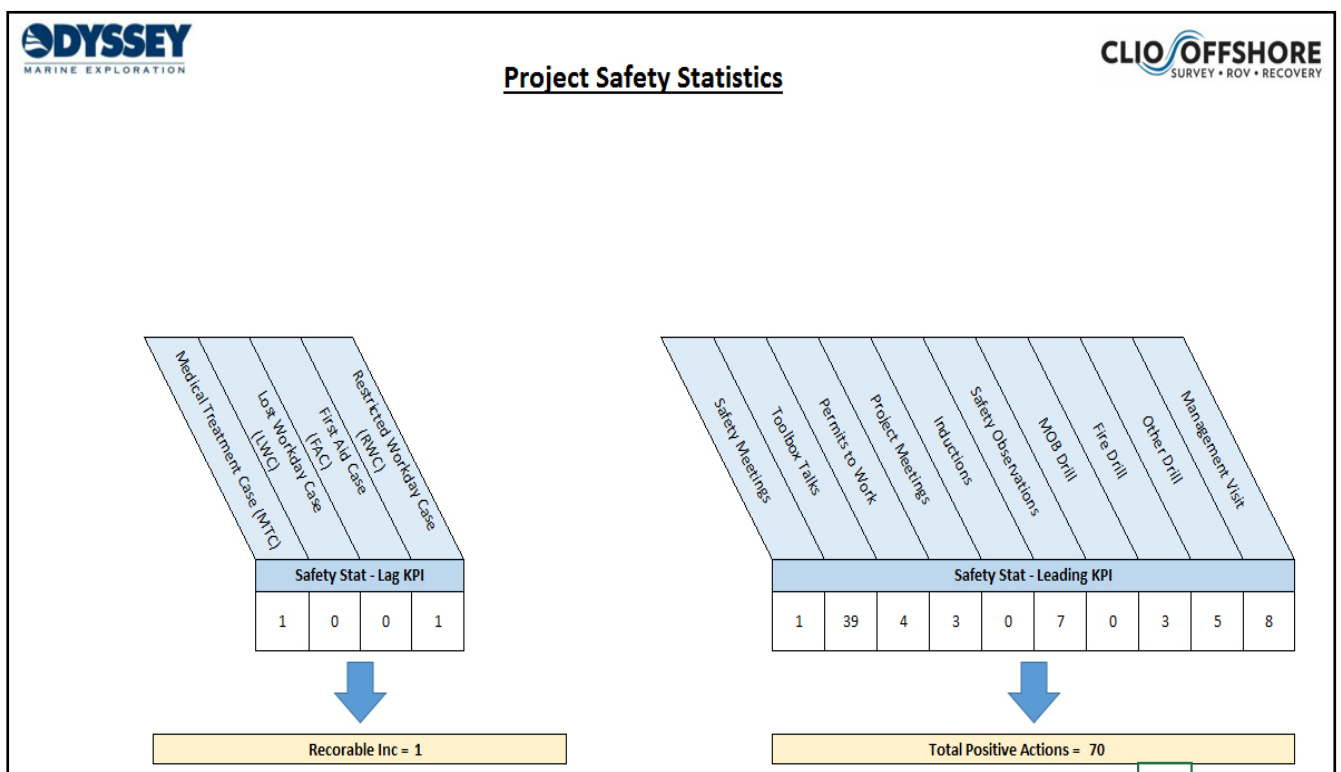 ODYSSEY
MARINE EXPLORATION
CLIO OFFSHORE
SURVEY • ROV • RECOVERY
Project Safety Statistics
Medical Treatment Case (MTC)
Lost Workday Case
(LWC)
First Aid Case
(FAC)
Restricted Workday Case
(RWC)
Safety Stat - Lag KPI
1 0 0 1
Recorable Inc = 1
Safety Meetings
Toolbox Talks
Permits to Work
Project Meetings
Inductions
Safety Observations
MOB Drill
Fire Drill
Other Drill
Management Visit
Safety Stat - Leading KPI
1 39 4 3 0 7 0 3 5 8
Total Positive Actions = 70